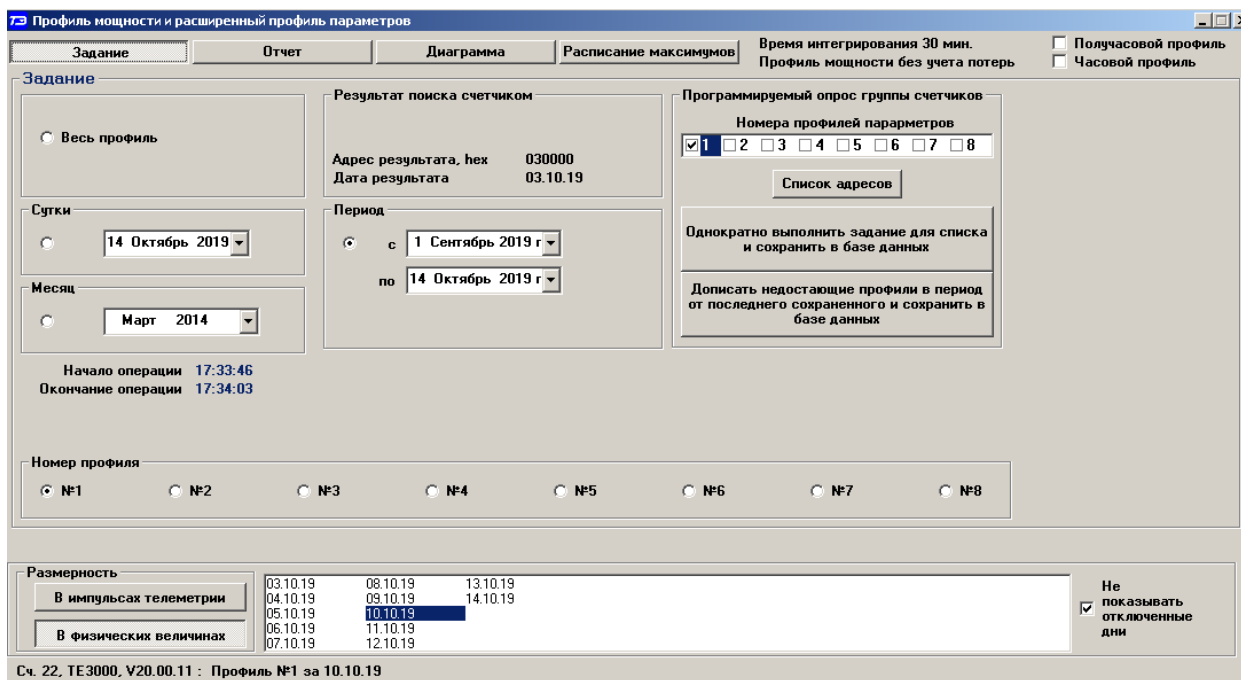 ТЭ Профиль мощности и расширенный профиль параметров
Задание
Отчет
Диаграмма
Расписание максимумов
Время интегрирования 30 мин.
Профиль мощности без учета потерь
Получасовой профиль
Часовой профиль
Задание
Весь профиль
Сутки
14 Октябрь 2019
Месяц
Март 2014
Результат поиска счетчиком
Адрес результата, hex 030000
Дата результата 03.10.19
Период
с 1 Сентябрь 2019 г
по 14 Октябрь 2019 г
Программируемый опрос группы счетчиков
Номера профилей парарметров
1 2 3 4 5 6 7 8
Список адресов
Однократно выполнить задание для списка
и сохранить в базе данных
Дописать недостающие профили в период
от последнего сохраненного и сохранить в
базе данных
Начало операции 17:33:46
Окончание операции 17:34:03
Номер профиля
№1 №2 №3 №4 №5 №6 №7 №8
Размерность
В импульсах телеметрии
В физических величинах
03.10.19 08.10.19 13.10.19
04.10.19 09.10.19 14.10.19
05.10.19 10.10.19
06.10.19 11.10.19
07.10.19 12.10.19
Не
показывать
отключенные
дни
Сч. 22, TE3000, V20.00.11 : Профиль №1 за 10.10.19